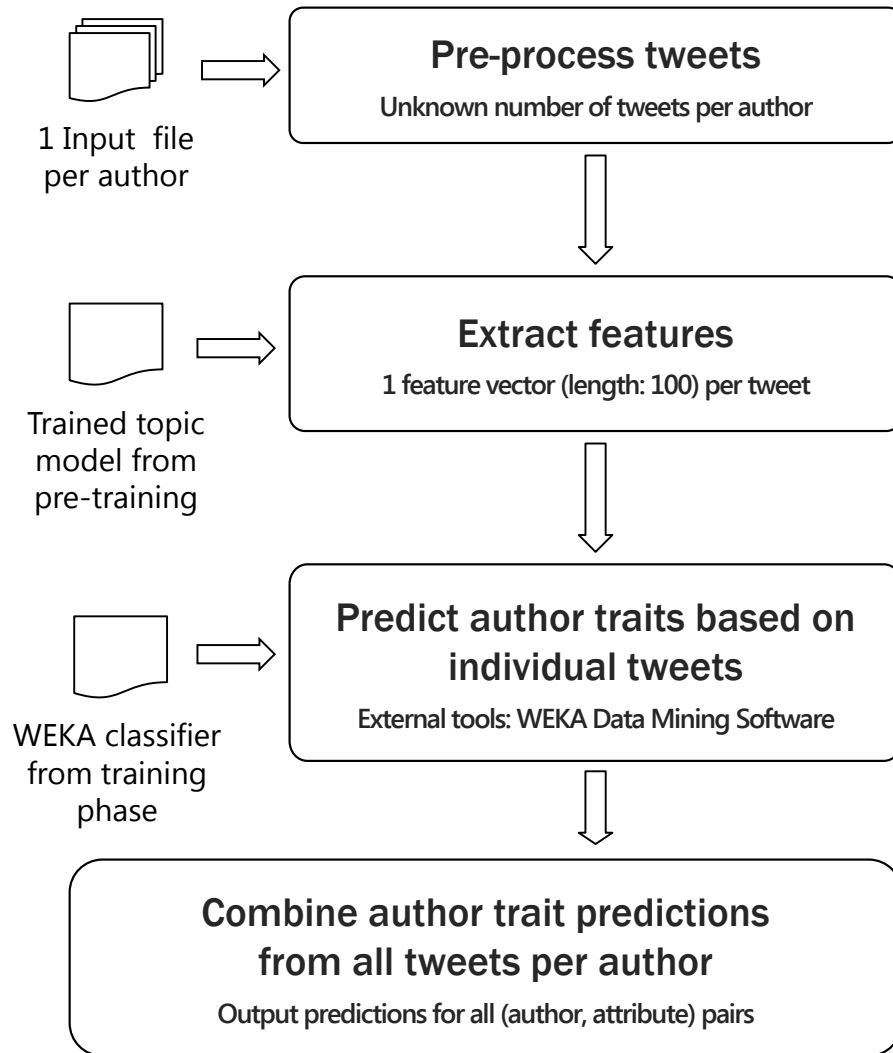 Pre-process tweets
Unknown number of tweets per author
1 Input file
per author
Extract features
1 feature vector (length: 100) per tweet
Trained topic
model from
pre-training
Predict author traits based on
individual tweets
External tools: WEKA Data Mining Software
WEKA classifier
from training
phase
Combine author trait predictions
from all tweets per author
Output predictions for all (author, attribute) pairs